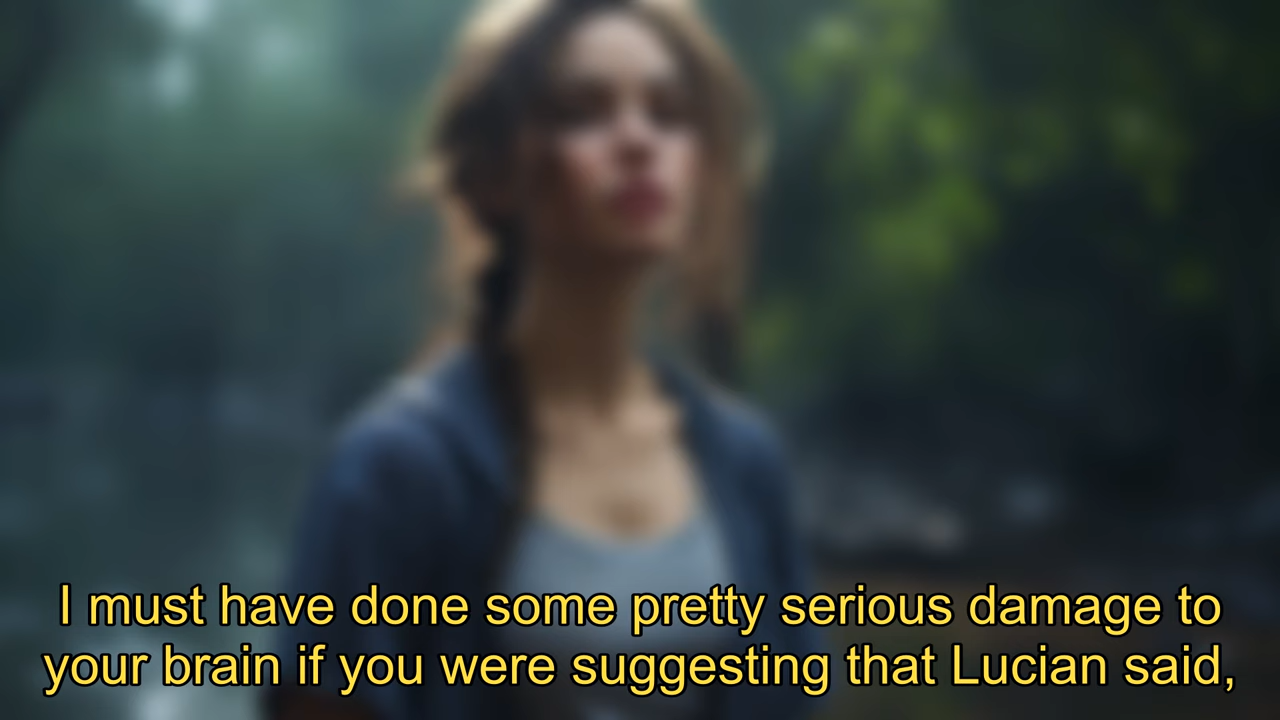 I must have done some pretty serious damage to
your brain if you were suggesting that Lucian said,